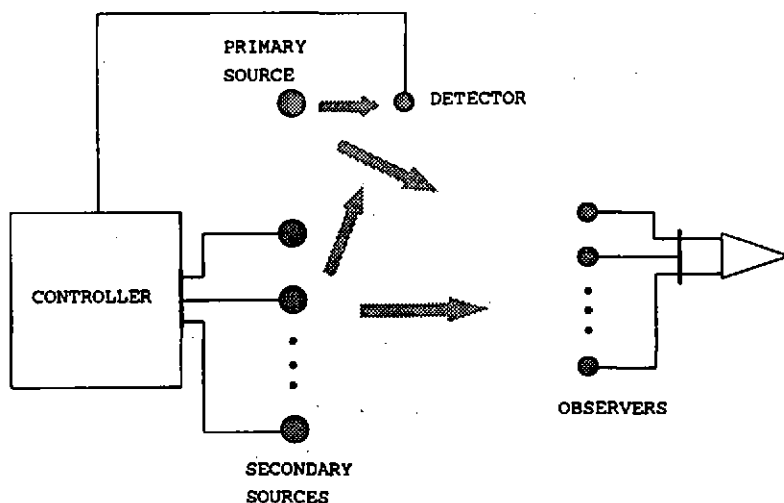 PRIMARY
SOURCE
DETECTOR
CONTROLLER
OBSERVERS
SECONDARY
SOURCES